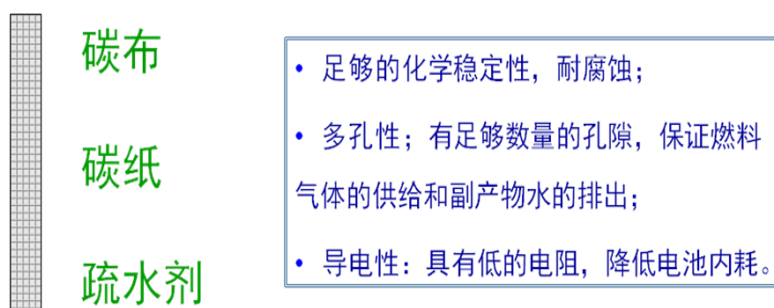 碳布
碳纸
疏水剂
• 足够的化学稳定性，耐腐蚀；
• 多孔性；有足够数量的孔隙，保证燃料
气体的供给和副产物水的排出；
• 导电性：具有低的电阻，降低电池内耗。